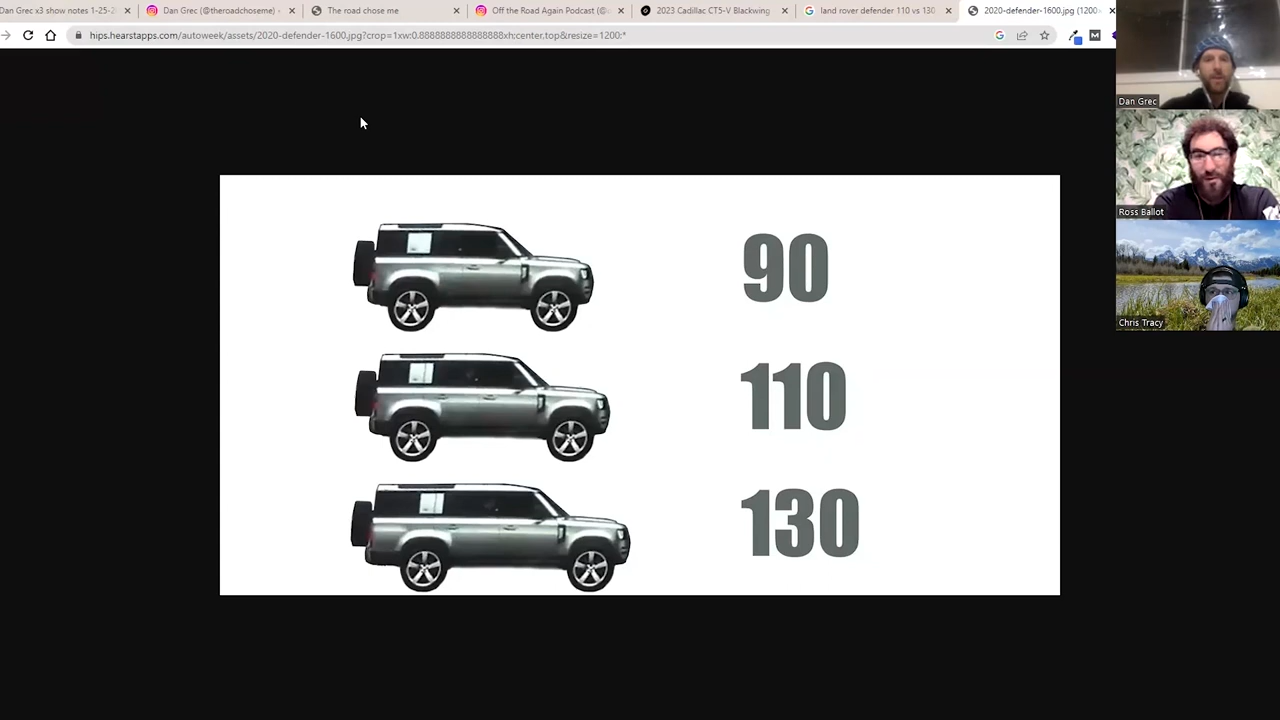 Dan Grec x3 show notes 1-25-2
Dan Grec (@theroadchoseme) •
The road chose me
Off the Road Again Podcast (@o
2023 Cadillac CT5-V Blackwing
land rover defender 110 vs 130
2020-defender-1600.jpg (1200×
hips.hearstapps.com/autoweek/assets/2020-defender-1600.jpg?crop=1xw:0.8888888888888888xh;center,top&resize=1200:*
Dan Grec
Ross Ballot
Chris Tracy
90
110
130